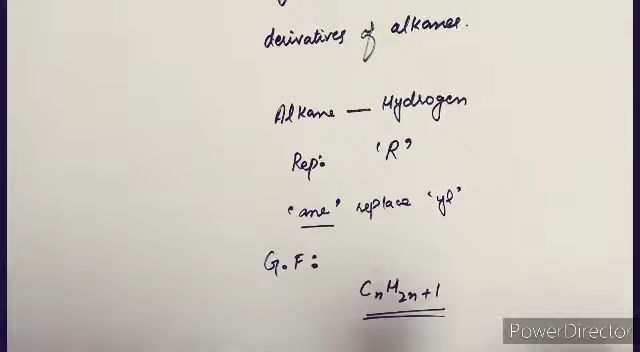 derivatives of alkanes.
Alkane — Hydrogen
Rep: 'R'
'ane' replace 'yl'
G.F:
CnH2n+1
PowerDirector